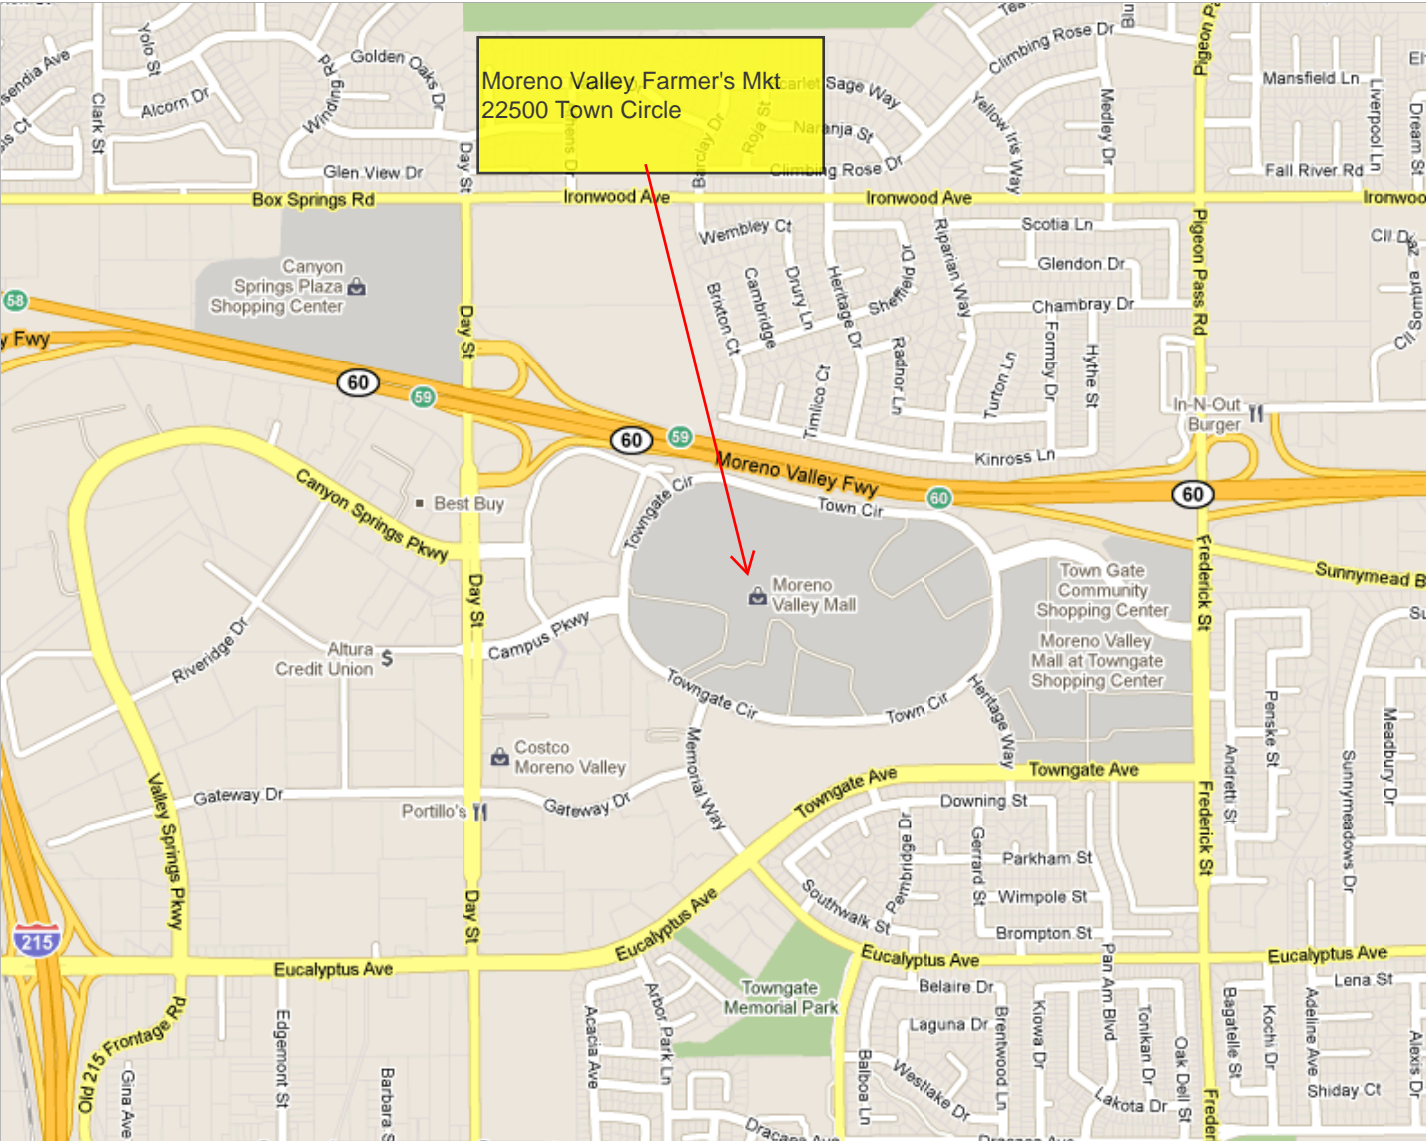 Moreno Valley Farmer's Mkt
22500 Town Circle
Yolo St
Clark St
Alcorn Dr
Winding Rd
Golden Oaks Dr
Glen View Dr
Day St
Box Springs Rd
Ironwood Ave
Ironwood Ave
Barclay Dr
Roja St
Sage Way
Naranja St
Climbing Rose Dr
Climbing Rose Dr
Yellow Iris Way
Medley Dr
Mansfield Ln
Liverpool Ln
Dream St
Fall River Rd
Canyon
Springs Plaza
Shopping Center
58
y Fwy
60
59
Day St
Wembley Ct
Brixton Ct
Cambridge
Drury Ln
Heritage Dr
Sheffield Dr
Riparian Way
Scotia Ln
Glendon Dr
Chambray Dr
Pigeon Pass Rd
Timlico Ct
Radnor Ln
Turton Ln
Formby Dr
Hythe St
Kinross Ln
In-N-Out
Burger
60
59
Moreno Valley Fwy
60
60
Canyon Springs Pkwy
Best Buy
Towngate Cir
Town Cir
Frederick St
Sunnymead B
Day St
Moreno
Valley Mall
Town Gate
Community
Shopping Center
Moreno Valley
Mall at Towngate
Shopping Center
Campus Pkwy
Altura
Credit Union
$
Riveridge Dr
Towngate Cir
Town Cir
Heritage Way
Memorial Way
Costco
Moreno Valley
Gateway Dr
Portillo's
Gateway Dr
Valley Springs Pkwy
Towngate Ave
Towngate Ave
Andretti St
Penske St
Sunnymeadows Dr
Meadbury Dr
Frederick St
Downing St
Pembridge Dr
Gerrard St
Parkham St
Wimpole St
Brompton St
Southwalk St
215
Day St
Eucalyptus Ave
Eucalyptus Ave
Eucalyptus Ave
Eucalyptus Ave
Towngate
Memorial Park
Old 215 Frontage Rd
Edgemont St
Gina Ave
Barbara S
Acacia Ave
Arbor Park Ln
Balboa Ln
Belaire Dr
Laguna Dr
Westlake Dr
Brentwood Ln
Kiowa Dr
Pan Am Blvd
Tonikan Dr
Oak Dell St
Lakota Dr
Bagatelle St
Kochi Dr
Adeline Ave
Lena St
Shiday Ct
Alexis Dr
Freder